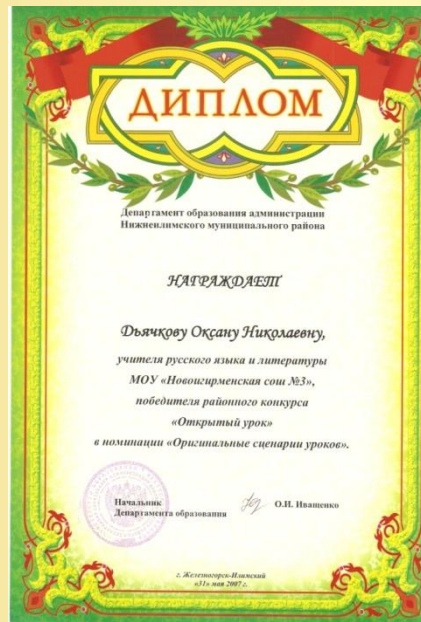 ДИПЛОМ
Департамент образования администрации
Нижнеилимского муниципального района
НАГРАЖДАЕТ
Дьячкову Оксану Николаевну,
учителя русского языка и литературы
МОУ «Новоигирменская сош №3»,
победителя районного конкурса
«Открытый урок»
в номинации «Оригинальные сценарии уроков».
Начальник
Департамента образования О.И. Иващенко
г. Железногорск-Илимский
«31» мая 2007 г.